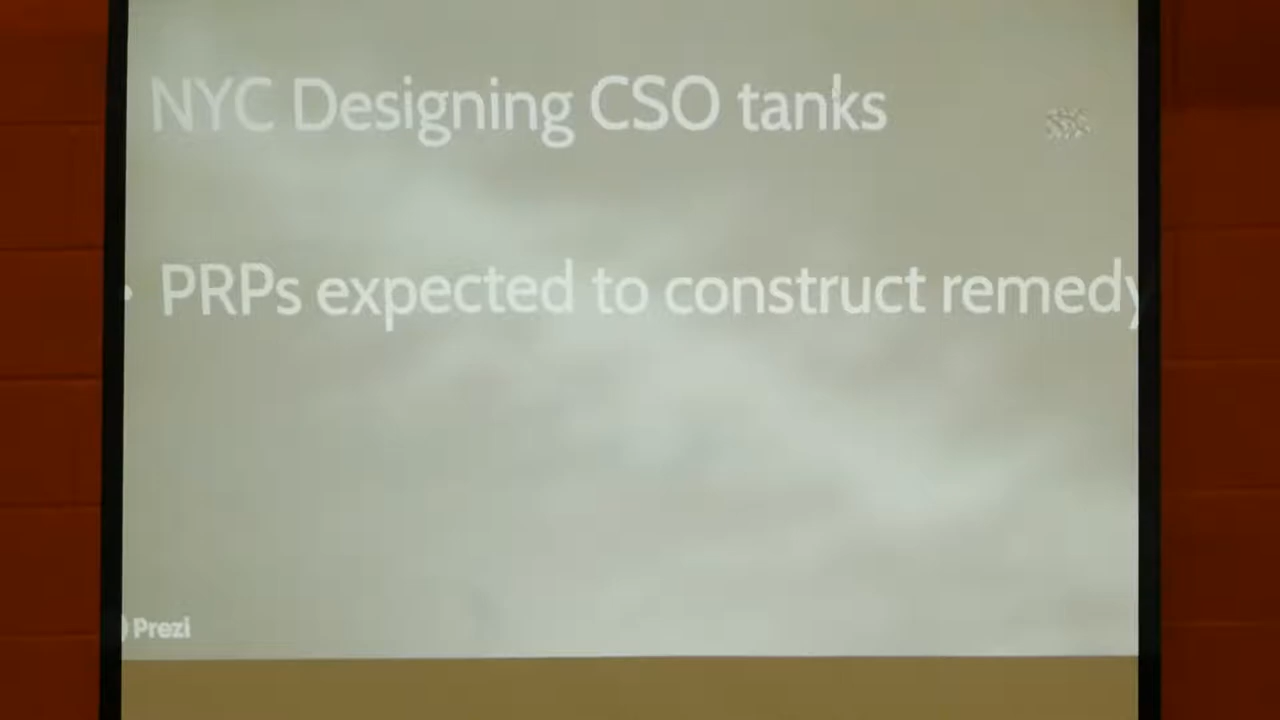 NYC Designing CSO tanks
• PRPs expected to construct remedy
Prezi